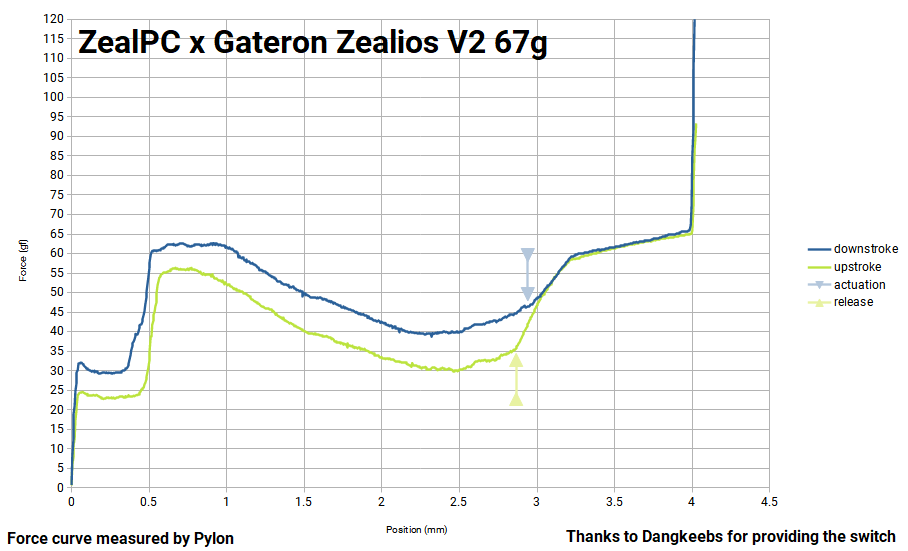 ZealPC x Gateron Zealios V2 67g
120
115
110
105
100
95
90
85
80
75
70
65
60
55
50
45
40
35
30
25
20
15
10
5
0
Force (gf)
0 0.5 1 1.5 2 2.5 3 3.5 4 4.5
Position (mm)
downstroke
upstroke
actuation
release
Force curve measured by Pylon
Thanks to Dangkeebs for providing the switch